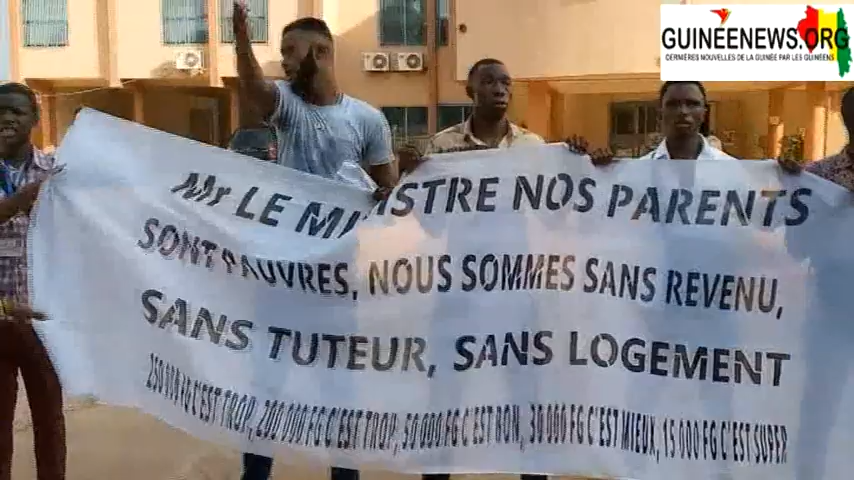 GUINÉENEWS.ORG
DERNIÈRES NOUVELLES DE LA GUINÉE PAR LES GUINÉENS
Mr LE MINISTRE NOS PARENTS
SONT PAUVRES, NOUS SOMMES SANS REVENU,
SANS TUTEUR, SANS LOGEMENT
250 000 FG C'EST TROP, 200 000 FG C'EST TROP, 50 000 FG C'EST BON, 30 000 FG C'EST MIEUX, 15 000 FG C'EST SUPER